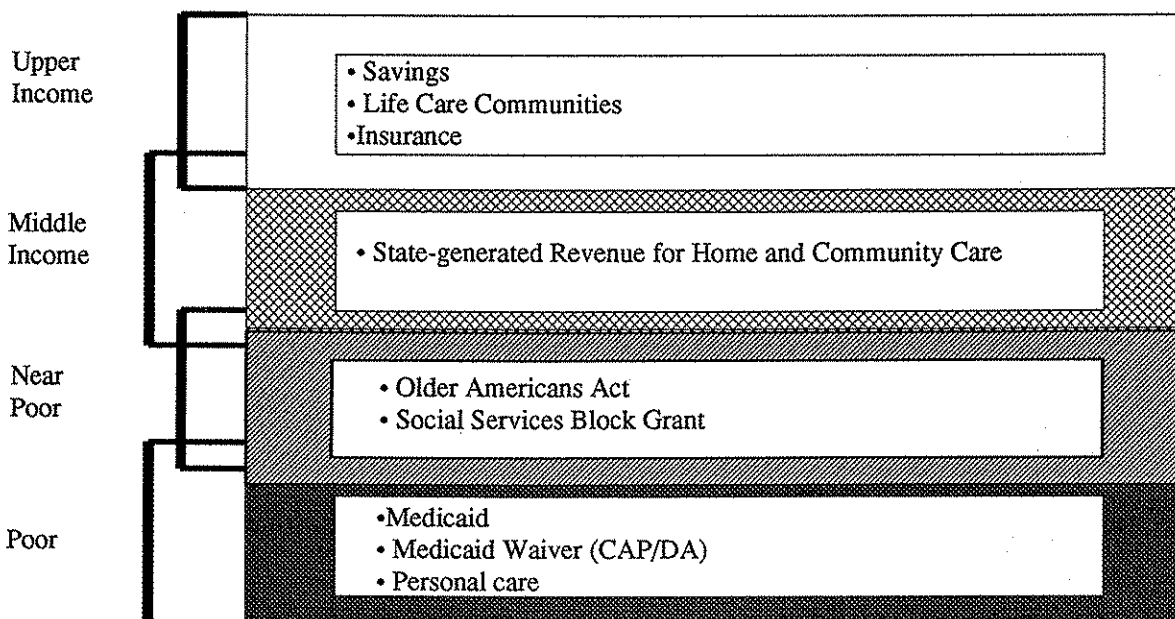 Upper
Income
• Savings
• Life Care Communities
•Insurance
Middle
Income
• State-generated Revenue for Home and Community Care
Near
Poor
• Older Americans Act
• Social Services Block Grant
Poor
•Medicaid
• Medicaid Waiver (CAP/DA)
• Personal care